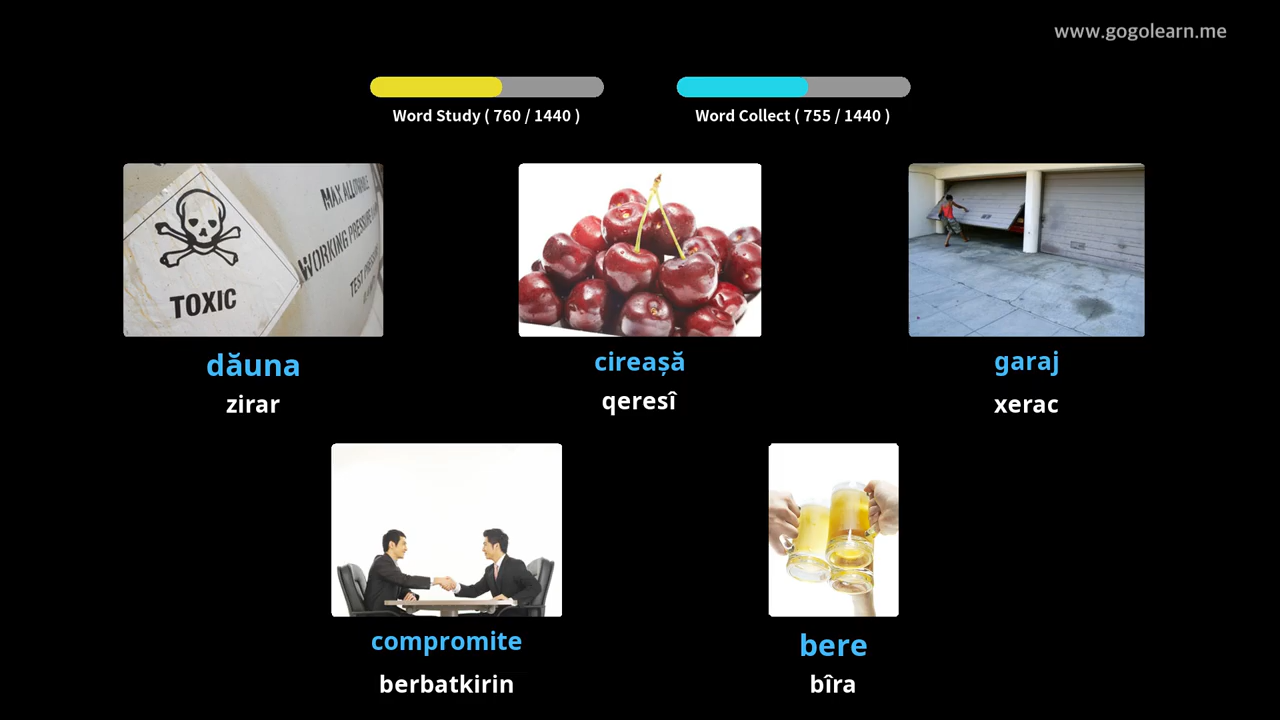 www.gogolearn.me
Word Study ( 760 / 1440 )
Word Collect ( 755 / 1440 )
MAX ALLOWABLE
WORKING PRESSURE
TEST
TOXIC
dăuna
cireașă
garaj
zirar
qeresî
xerac
compromite
bere
berbatkirin
bîra